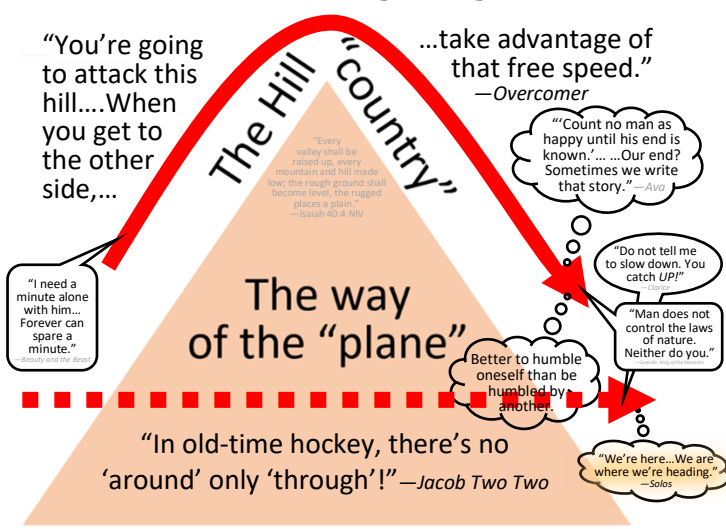 “You’re going
to attack this
hill….When
you get to
the other
side,…
The Hill
“country”
…take advantage of
that free speed.”
—Overcomer
“‘Count no man as
happy until his end is
known.’… …Our end?
Sometimes we write
that story.”—Ava
“Every
valley shall be
raised up, every
mountain and hill made
low; the rough ground shall
become level, the rugged
places a plain.”
—Isaiah 40:4 NIV
“Do not tell me
to slow down. You
catch UP!”
—Clarice
“I need a
minute alone
with him…
Forever can
spare a
minute.”
—Beauty and the Beast
The way
of the “plane”
“Man does not
control the laws
of nature.
Neither do you.”
Better to humble
oneself than be
humbled by
another.
“In old-time hockey, there’s no
‘around’ only ‘through’!”—Jacob Two Two
“We’re here…We are
where we’re heading.”
—Solos